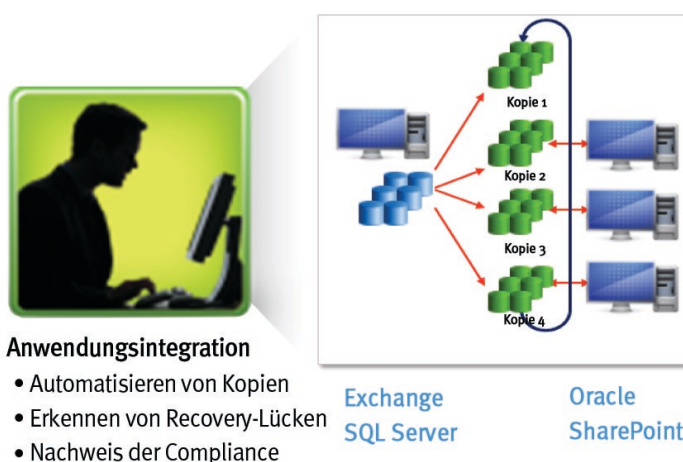 Kopie 1
Kopie 2
Kopie 3
Kopie 4
Anwendungsintegration
• Automatisieren von Kopien
• Erkennen von Recovery-Lücken
• Nachweis der Compliance
Exchange
SQL Server
Oracle
SharePoint